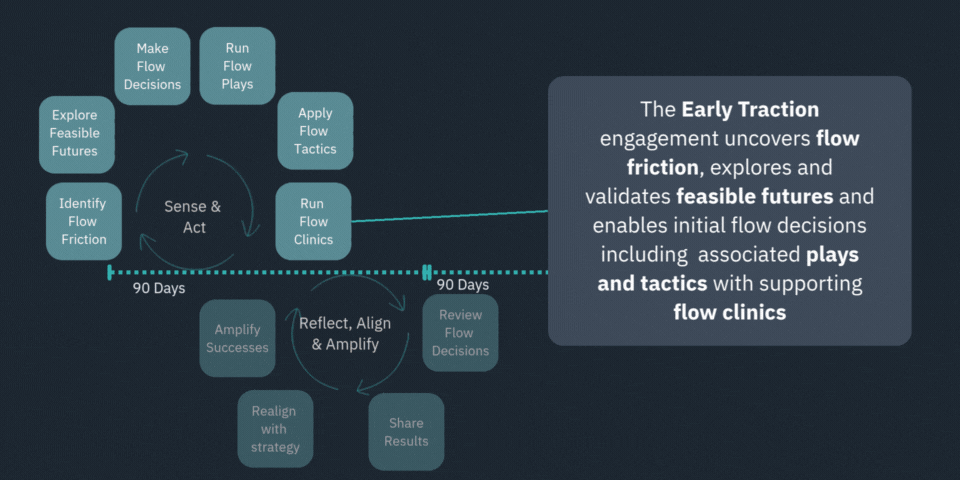 Make
Flow
Decisions
Run
Flow
Plays
Explore
Feasible
Futures
Apply
Flow
Tactics
Identify
Flow
Friction
Sense &
Act
Run
Flow
Clinics
90 Days
90 Days
Amplify
Successes
Reflect, Align
& Amplify
Review
Flow
Decisions
Realign
with
strategy
Share
Results
The Early Traction
engagement uncovers flow
friction, explores and
validates feasible futures and
enables initial flow decisions
including associated plays
and tactics with supporting
flow clinics